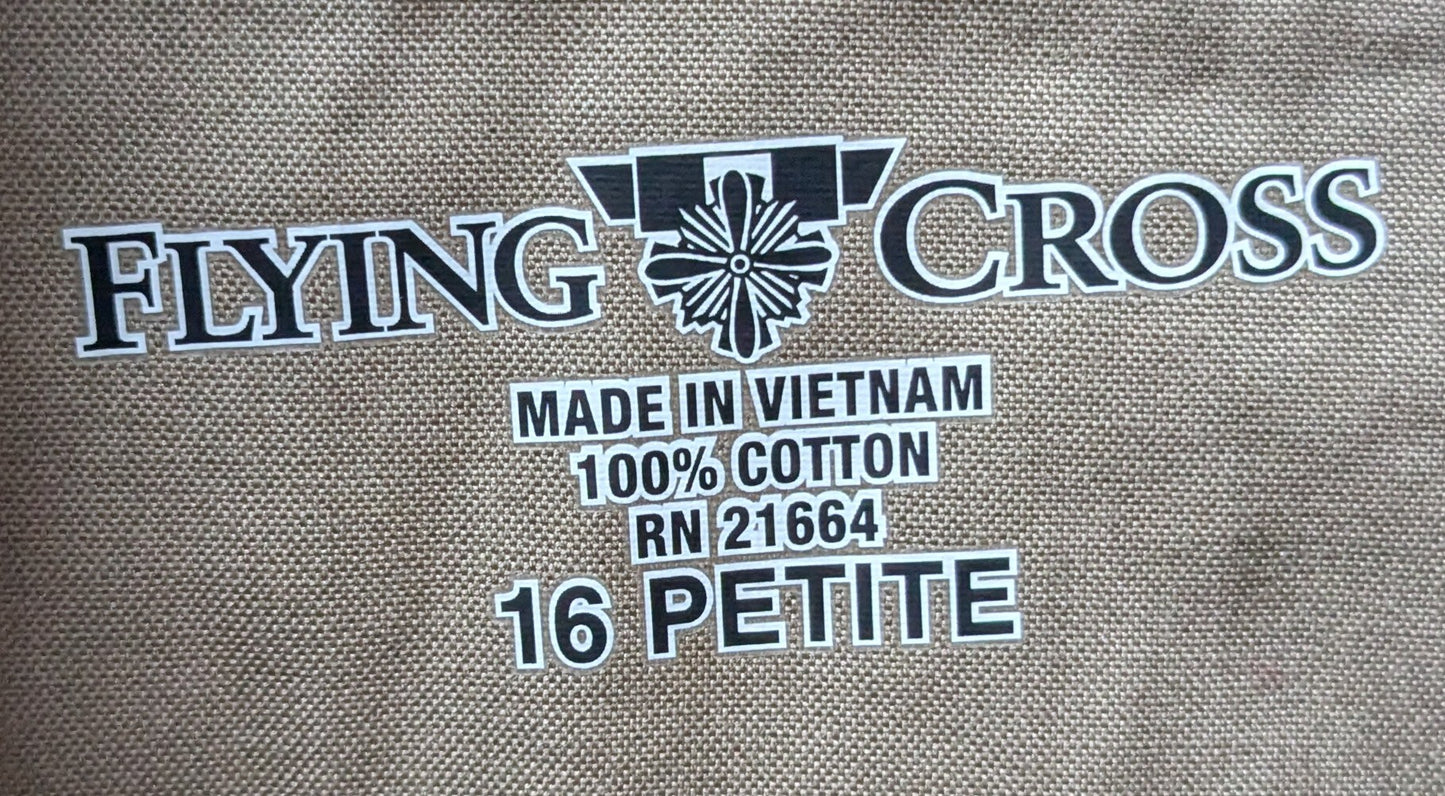 FLYING CROSS
MADE IN VIETNAM
100% COTTON
RN 21664
16 PETITE